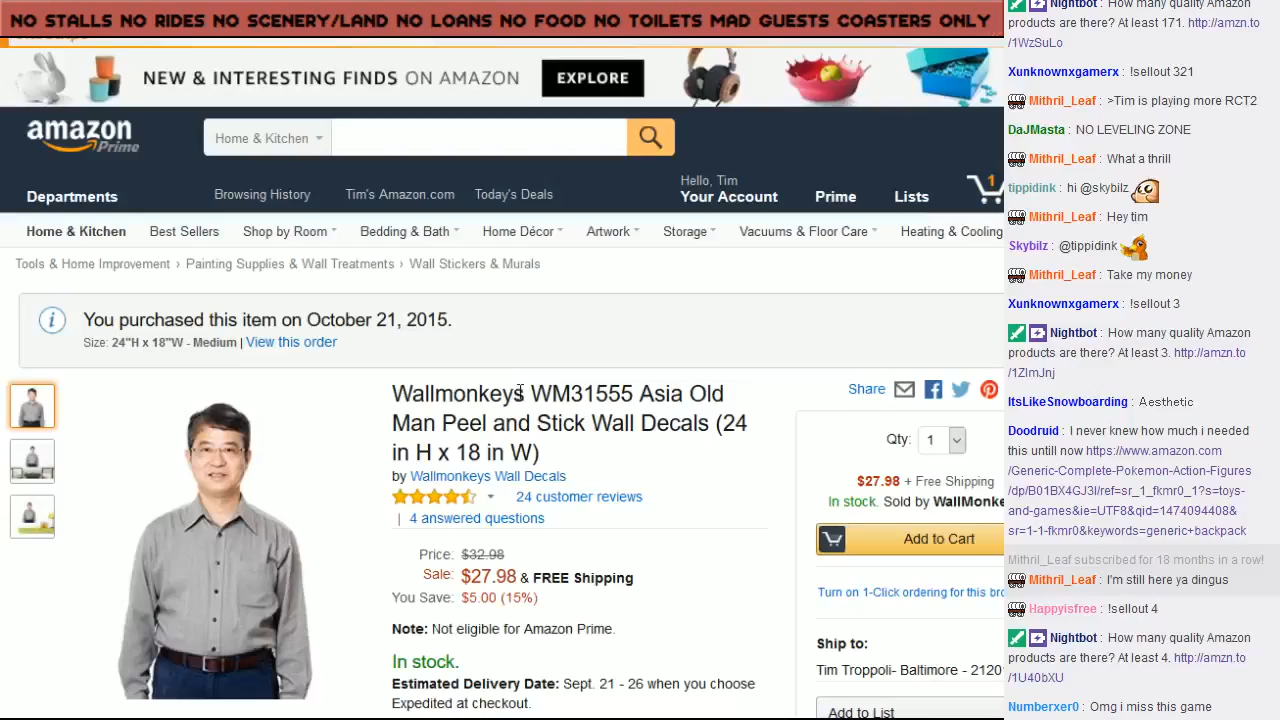 NO STALLS NO RIDES NO SCENERY/LAND NO LOANS NO FOOD NO TOILETS MAD GUESTS COASTERS ONLY
NEW & INTERESTING FINDS ON AMAZON EXPLORE
amazon Prime
Home & Kitchen
Departments
Browsing History Tim's Amazon.com Today's Deals
Hello, Tim
Your Account Prime Lists
1
Home & Kitchen Best Sellers Shop by Room Bedding & Bath Home Décor Artwork Storage Vacuums & Floor Care Heating & Cooling
Tools & Home Improvement › Painting Supplies & Wall Treatments › Wall Stickers & Murals
You purchased this item on October 21, 2015.
Size: 24"H x 18"W - Medium | View this order
Wallmonkeys WM31555 Asia Old
Man Peel and Stick Wall Decals (24
in H x 18 in W)
by Wallmonkeys Wall Decals
24 customer reviews
| 4 answered questions
Price: $32.98
Sale: $27.98 & FREE Shipping
You Save: $5.00 (15%)
Note: Not eligible for Amazon Prime.
In stock.
Estimated Delivery Date: Sept. 21 - 26 when you choose
Expedited at checkout.
Share
Qty: 1
$27.98 + Free Shipping
In stock. Sold by WallMonke
Add to Cart
Turn on 1-Click ordering for this bro
Ship to:
Tim Troppoli- Baltimore - 2120
Add to List
Nightbot : How many quality Amazon
products are there? At least 171. http://amzn.to
/1WzSuLo
Xunknownxgamerx : !sellout 321
Mithril_Leaf : >Tim is playing more RCT2
DaJMasta : NO LEVELING ZONE
Mithril_Leaf : What a thrill
tippidink : hi @skybilz
Mithril_Leaf : Hey tim
Skybilz : @tippidink
Mithril_Leaf : Take my money
Xunknownxgamerx : !sellout 3
Nightbot : How many quality Amazon
products are there? At least 3. http://amzn.to
/1ZlmJnj
ItsLikeSnowboarding : Aesthetic
Doodruid : I never knew how much i needed
this untill now https://www.amazon.com
/Generic-Complete-Pokemon-Action-Figures
/dp/B01BX4GJ3I/ref=sr_1_fkmr0_1?s=toys-
and-games&ie=UTF8&qid=1474094408&
sr=1-1-fkmr0&keywords=generic+backpack
Mithril_Leaf subscribed for 18 months in a row!
Mithril_Leaf : I'm still here ya dingus
Happyisfree : !sellout 4
Nightbot : How many quality Amazon
products are there? At least 4. http://amzn.to
/1U40bXU
Numberxer0 : Omg i miss this game